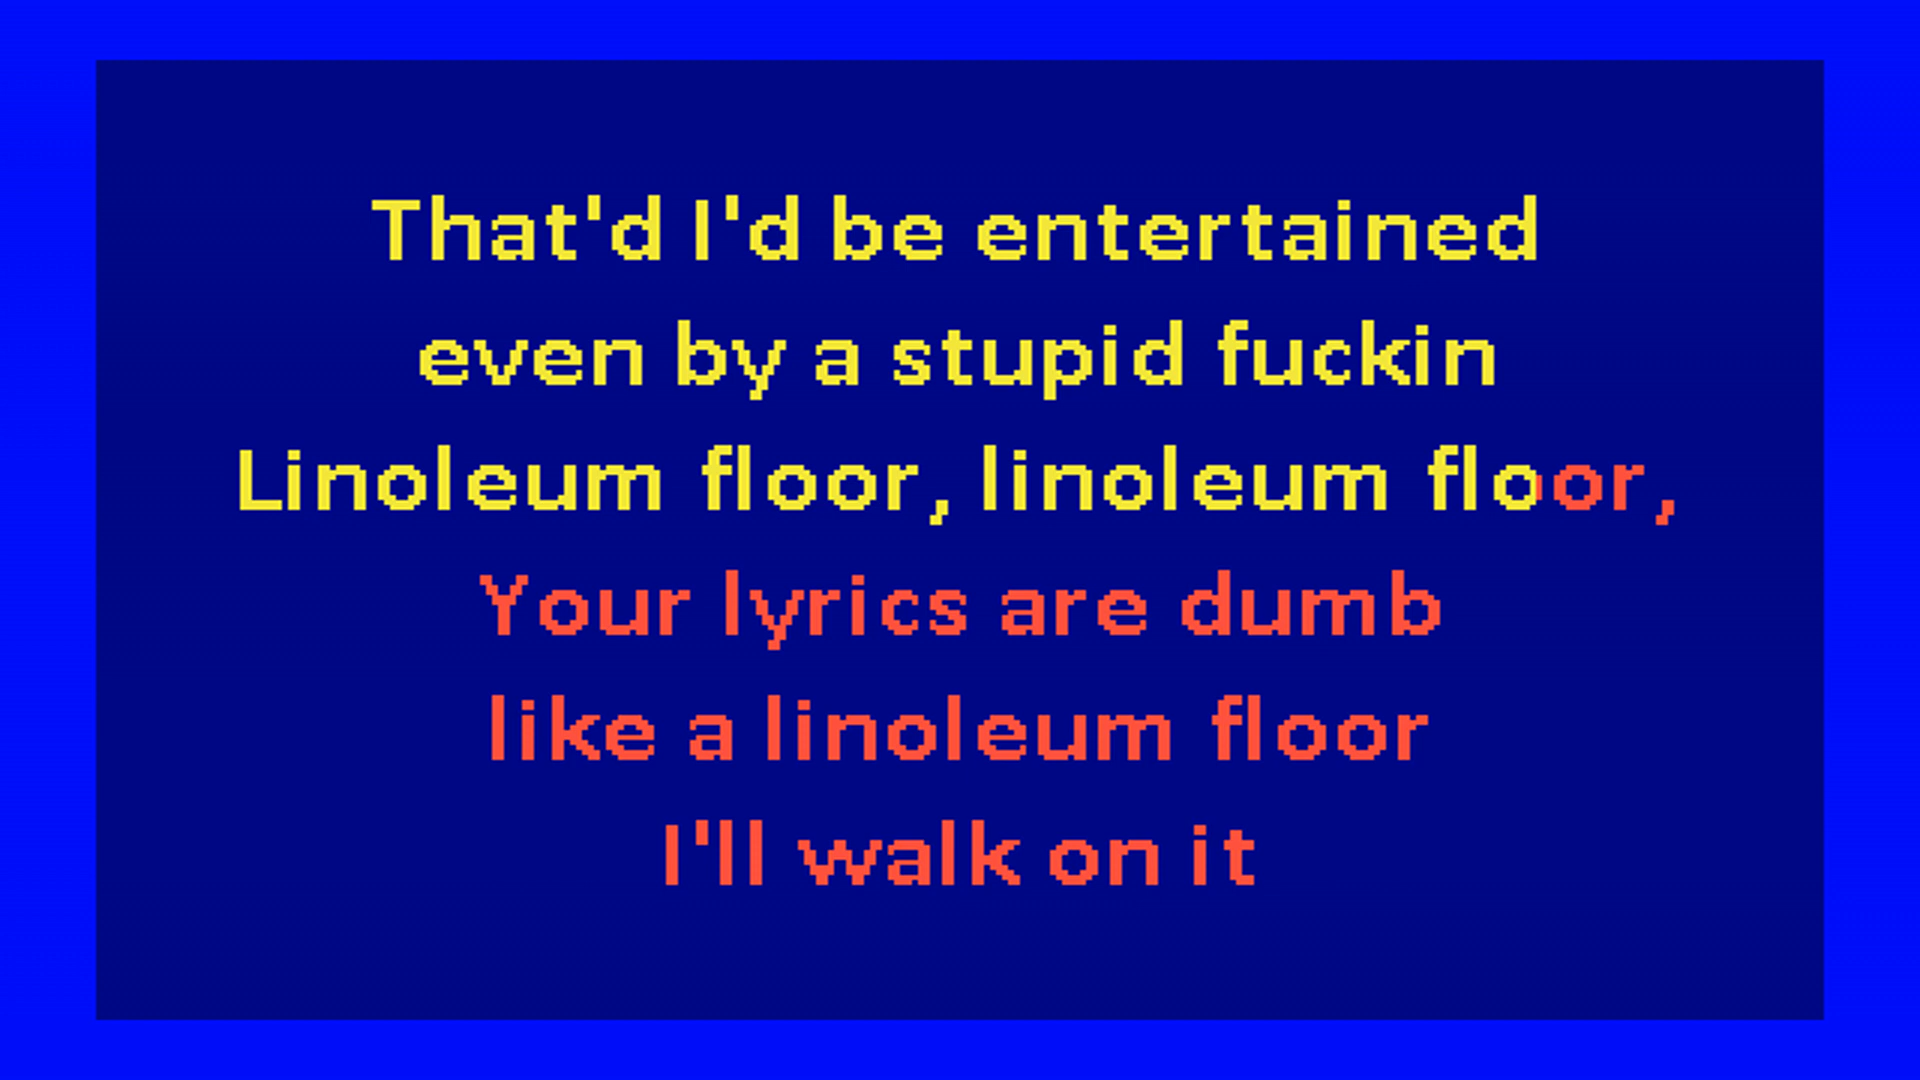 That'd I'd be entertained
even by a stupid fuckin
Linoleum floor, linoleum floor,
Your lyrics are dumb
like a linoleum floor
I'll walk on it